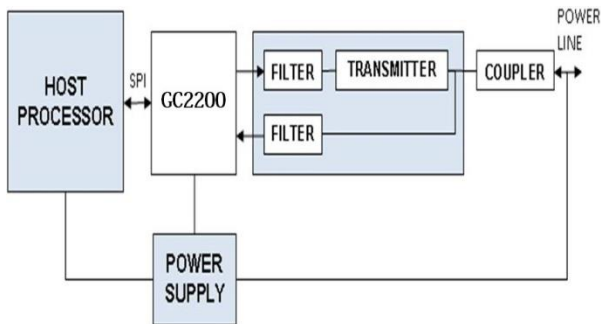 POWER
LINE
HOST
PROCESSOR
SPI
GC2200
FILTER
TRANSMITTER
COUPLER
FILTER
POWER
SUPPLY